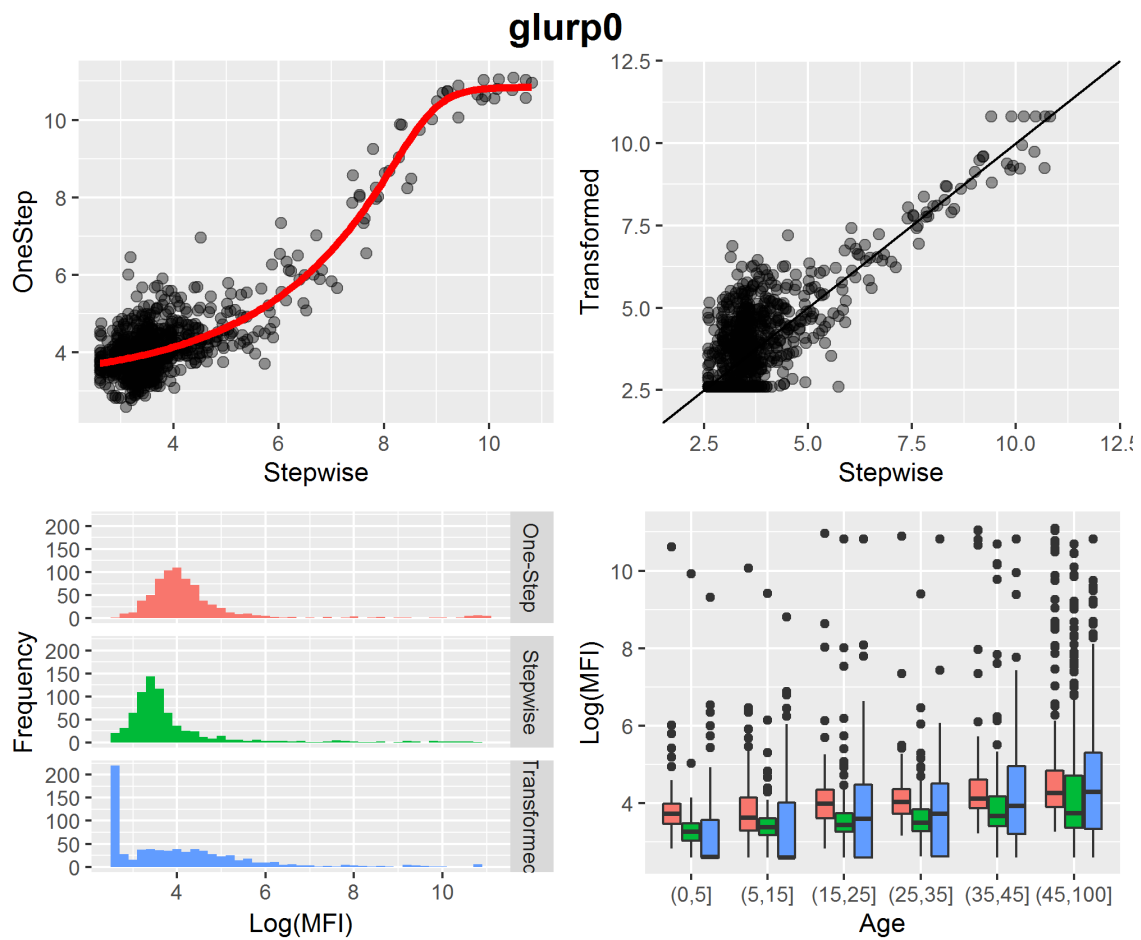 glurp0
OneStep
10
8
6
4
4 6 8 10
Stepwise
Transformed
12.5
10.0
7.5
5.0
2.5
2.5 5.0 7.5 10.0 12.5
Stepwise
Frequency
200
150
100
50
0
One-Step
200
150
100
50
0
Stepwise
200
150
100
50
0
Transformed
4 6 8 10
Log(MFI)
Log(MFI)
10
8
6
4
(0,5] (5,15] (15,25] (25,35] (35,45] (45,100]
Age